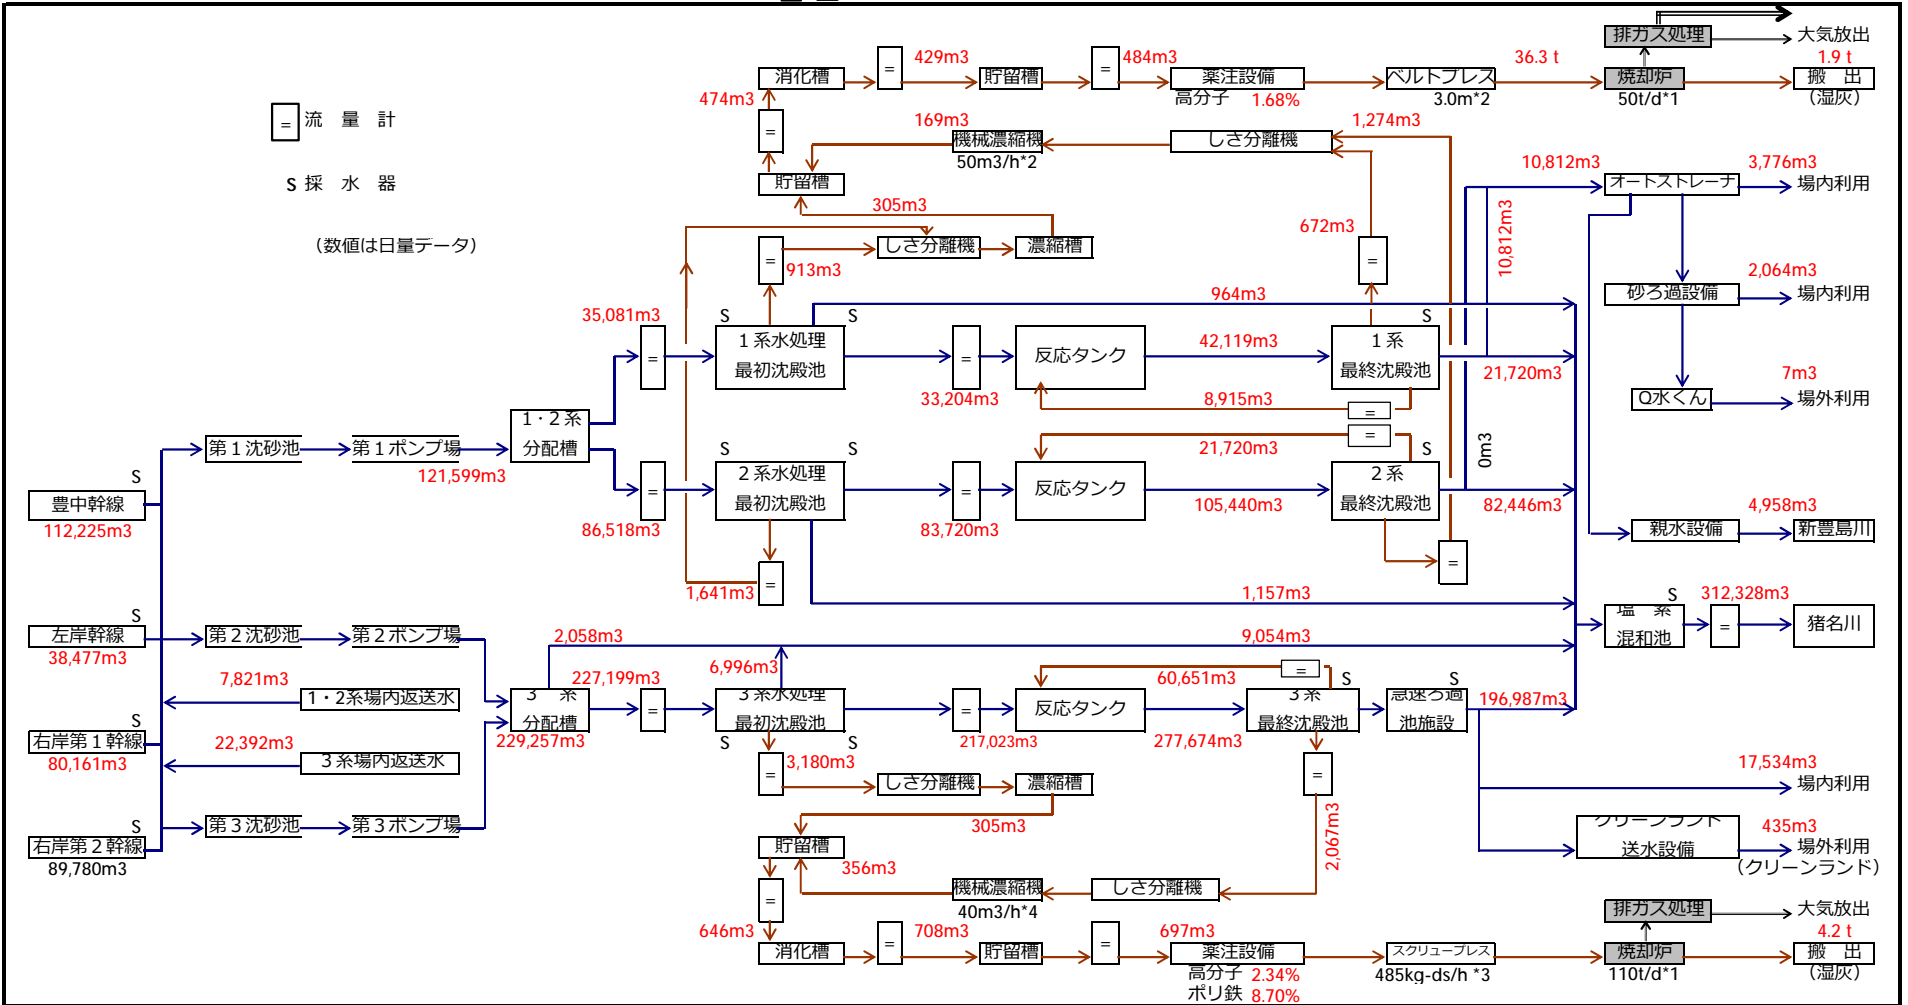 = 流 量 計
S 採 水 器
（数値は日量データ）
消化槽
=
429m3
貯留槽
=
484m3
薬注設備
高分子 1.68%
ベルトプレス
3.0m*2
36.3 t
排ガス処理
大気放出
焼却炉
50t/d*1
1.9 t
搬 出
（湿灰）
474m3
=
貯留槽
169m3
機械濃縮機
50m3/h*2
しさ分離機
1,274m3
305m3
=
913m3
しさ分離機
濃縮槽
672m3
=
10,812m3
10,812m3
オートストレーナ
3,776m3
場内利用
砂ろ過設備
2,064m3
場内利用
Q水くん
7m3
場外利用
親水設備
4,958m3
新豊島川
964m3
35,081m3
=
S
S
1系水処理
最初沈殿池
=
33,204m3
反応タンク
42,119m3
S
1系
最終沈殿池
21,720m3
8,915m3
=
1・2系
分配槽
第1沈砂池
第1ポンプ場
121,599m3
S
豊中幹線
112,225m3
=
86,518m3
S
S
2系水処理
最初沈殿池
=
83,720m3
反応タンク
105,440m3
=
21,720m3
S
2系
最終沈殿池
0m3
82,446m3
=
=
1,641m3
1,157m3
S
左岸幹線
38,477m3
第2沈砂池
第2ポンプ場
7,821m3
1・2系場内返送水
S
右岸第1幹線
80,161m3
22,392m3
3系場内返送水
S
右岸第2幹線
89,780m3
第3沈砂池
第3ポンプ場
2,058m3
9,054m3
3 系
分配槽
229,257m3
227,199m3
=
6,996m3
3系水処理
最初沈殿池
S
S
=
217,023m3
反応タンク
277,674m3
60,651m3
=
S
3系
最終沈殿池
S
急速ろ過
池施設
196,987m3
S
塩 素
混和池
312,328m3
=
猪名川
17,534m3
場内利用
クリーンランド
送水設備
435m3
場外利用
（クリーンランド）
=
3,180m3
しさ分離機
濃縮槽
305m3
=
2,067m3
貯留槽
356m3
機械濃縮機
40m3/h*4
しさ分離機
=
646m3
消化槽
=
708m3
貯留槽
=
697m3
薬注設備
高分子 2.34%
ポリ鉄 8.70%
スクリュープレス
485kg-ds/h *3
排ガス処理
大気放出
焼却炉
110t/d*1
4.2 t
搬 出
（湿灰）